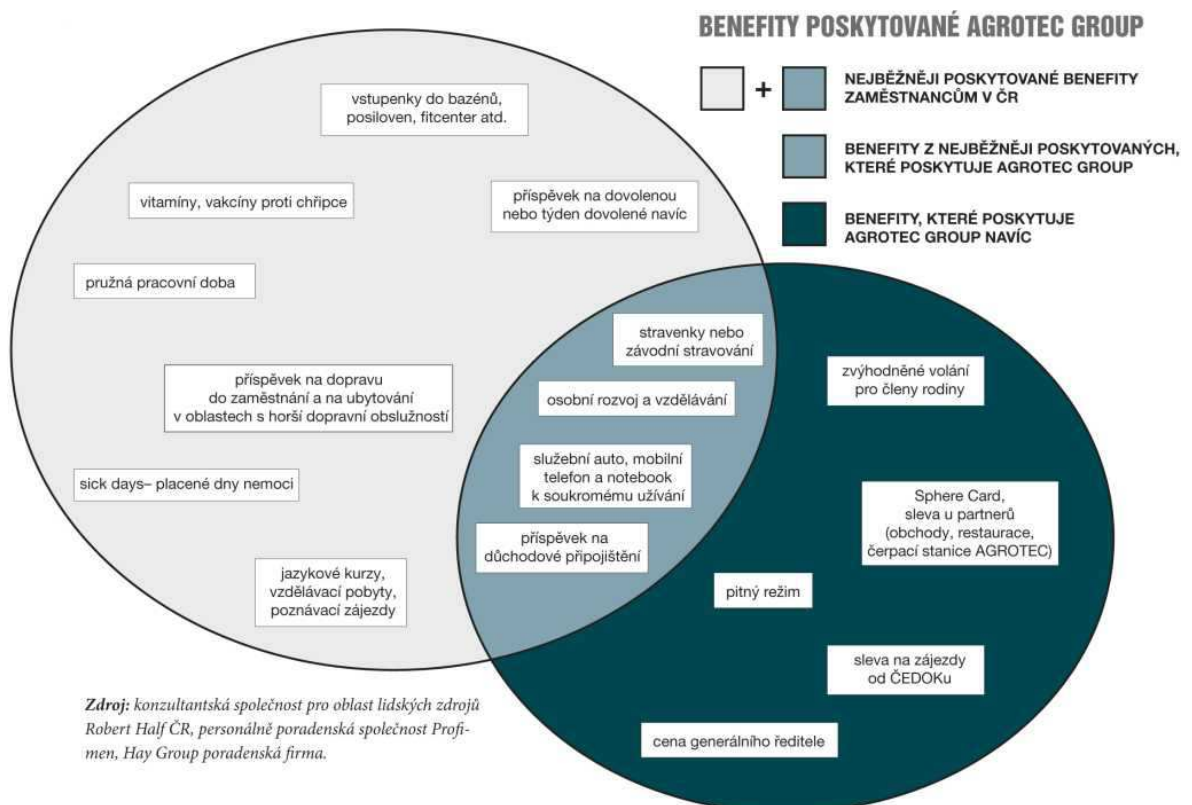 BENEFITY POSKYTOVANÉ AGROTEC GROUP
+
NEJBĚŽNĚJI POSKYTOVANÉ BENEFITY
ZAMĚSTNANCŮM V ČR
BENEFITY Z NEJBĚŽNĚJI POSKYTOVANÝCH,
KTERÉ POSKYTUJE AGROTEC GROUP
BENEFITY, KTERÉ POSKYTUJE
AGROTEC GROUP NAVÍC
vstupenky do bazénů,
posiloven, fitcenter atd.
vitamíny, vakcíny proti chřipce
příspěvek na dovolenou
nebo týden dovolené navíc
pružná pracovní doba
příspěvek na dopravu
do zaměstnání a na ubytování
v oblastech s horší dopravní obslužností
sick days– placené dny nemoci
jazykové kurzy,
vzdělávací pobyty,
poznávací zájezdy
stravenky nebo
závodní stravování
osobní rozvoj a vzdělávání
služební auto, mobilní
telefon a notebook
k soukromému užívání
příspěvek na
důchodové připojištění
zvýhodněné volání
pro členy rodiny
Sphere Card,
sleva u partnerů
(obchody, restaurace,
čerpací stanice AGROTEC)
pitný režim
sleva na zájezdy
od ČEDOKu
cena generálního ředitele
Zdroj: konzultantská společnost pro oblast lidských zdrojů
Robert Half ČR, personálně poradenská společnost Profi-
men, Hay Group poradenská firma.